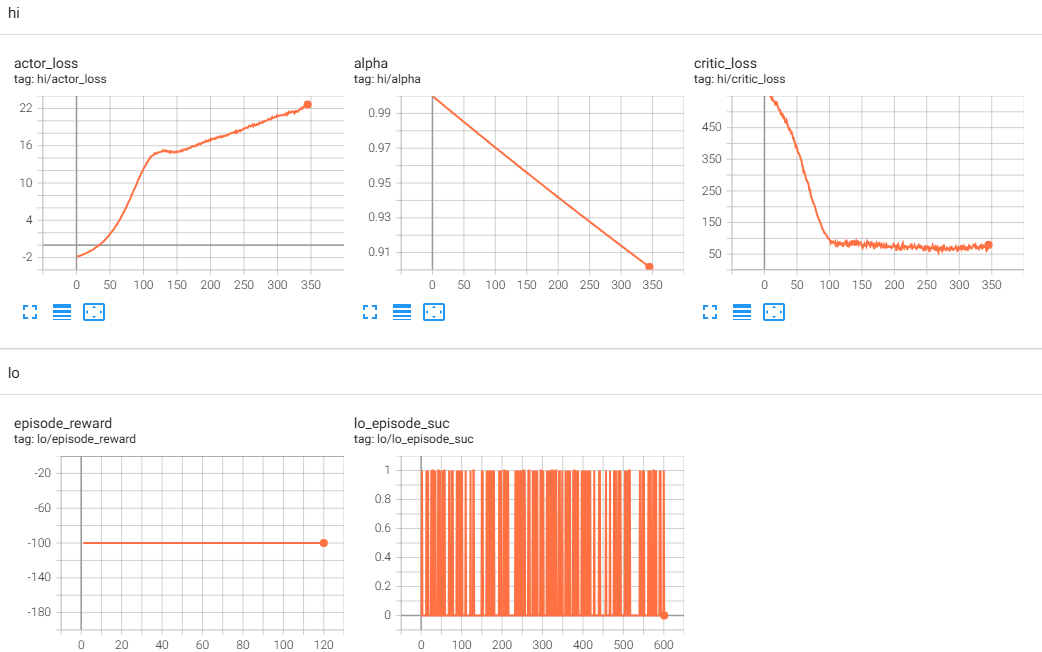 hi
actor_loss
tag: hi/actor_loss
22
16
10
4
-2
0 50 100 150 200 250 300 350
alpha
tag: hi/alpha
0.99
0.97
0.95
0.93
0.91
0 50 100 150 200 250 300 350
critic_loss
tag: hi/critic_loss
450
350
250
150
50
0 50 100 150 200 250 300 350
lo
episode_reward
tag: lo/episode_reward
-20
-60
-100
-140
-180
0 20 40 60 80 100 120
lo_episode_suc
tag: lo/lo_episode_suc
1
0.8
0.6
0.4
0.2
0
0 100 200 300 400 500 600